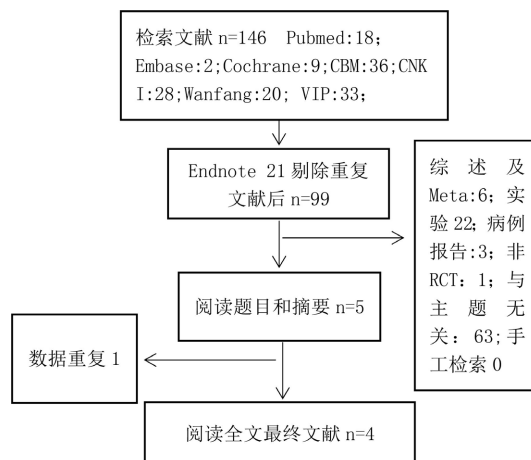 检索文献 n=146 Pubmed:18;
Embase:2;Cochrane:9;CBM:36;CNK
I:28;Wanfang:20; VIP:33;
Endnote 21 剔除重复
文献后 n=99
综述及
Meta:6; 实
验 22; 病例
报告:3; 非
RCT: 1; 与
主题无
关: 63;手
工检索 0
阅读题目和摘要 n=5
数据重复 1
阅读全文最终文献 n=4